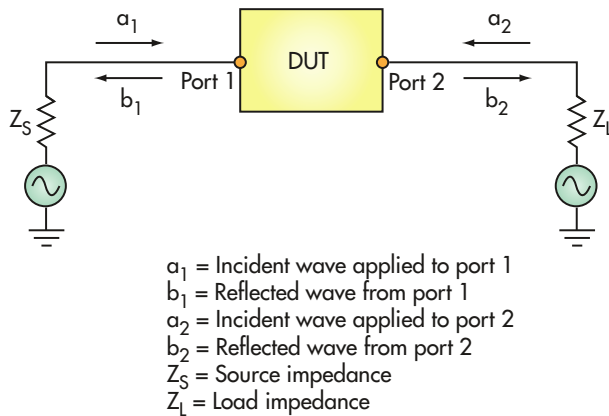 a1
a2
DUT
Port 1
Port 2
b1
b2
ZS
ZL
a1 = Incident wave applied to port 1
b1 = Reflected wave from port 1
a2 = Incident wave applied to port 2
b2 = Reflected wave from port 2
ZS = Source impedance
ZL = Load impedance